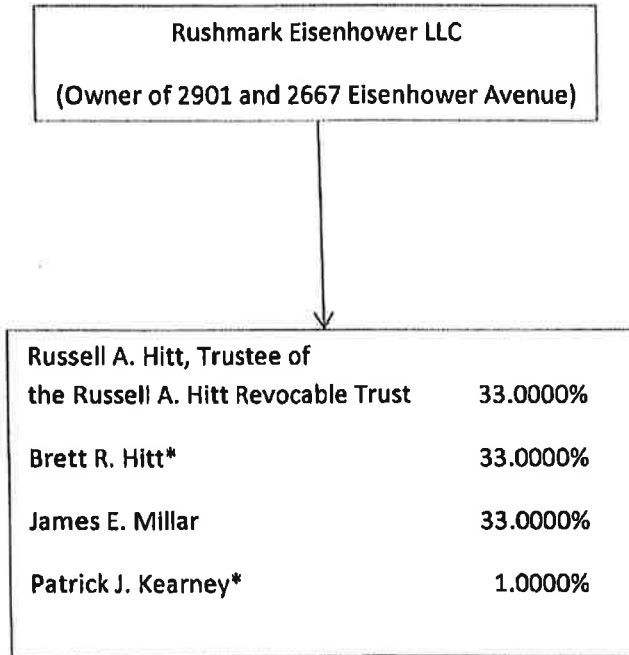 Rushmark Eisenhower LLC
(Owner of 2901 and 2667 Eisenhower Avenue)
Russell A. Hitt, Trustee of
the Russell A. Hitt Revocable Trust 33.0000%
Brett R. Hitt* 33.0000%
James E. Millar 33.0000%
Patrick J. Kearney* 1.0000%